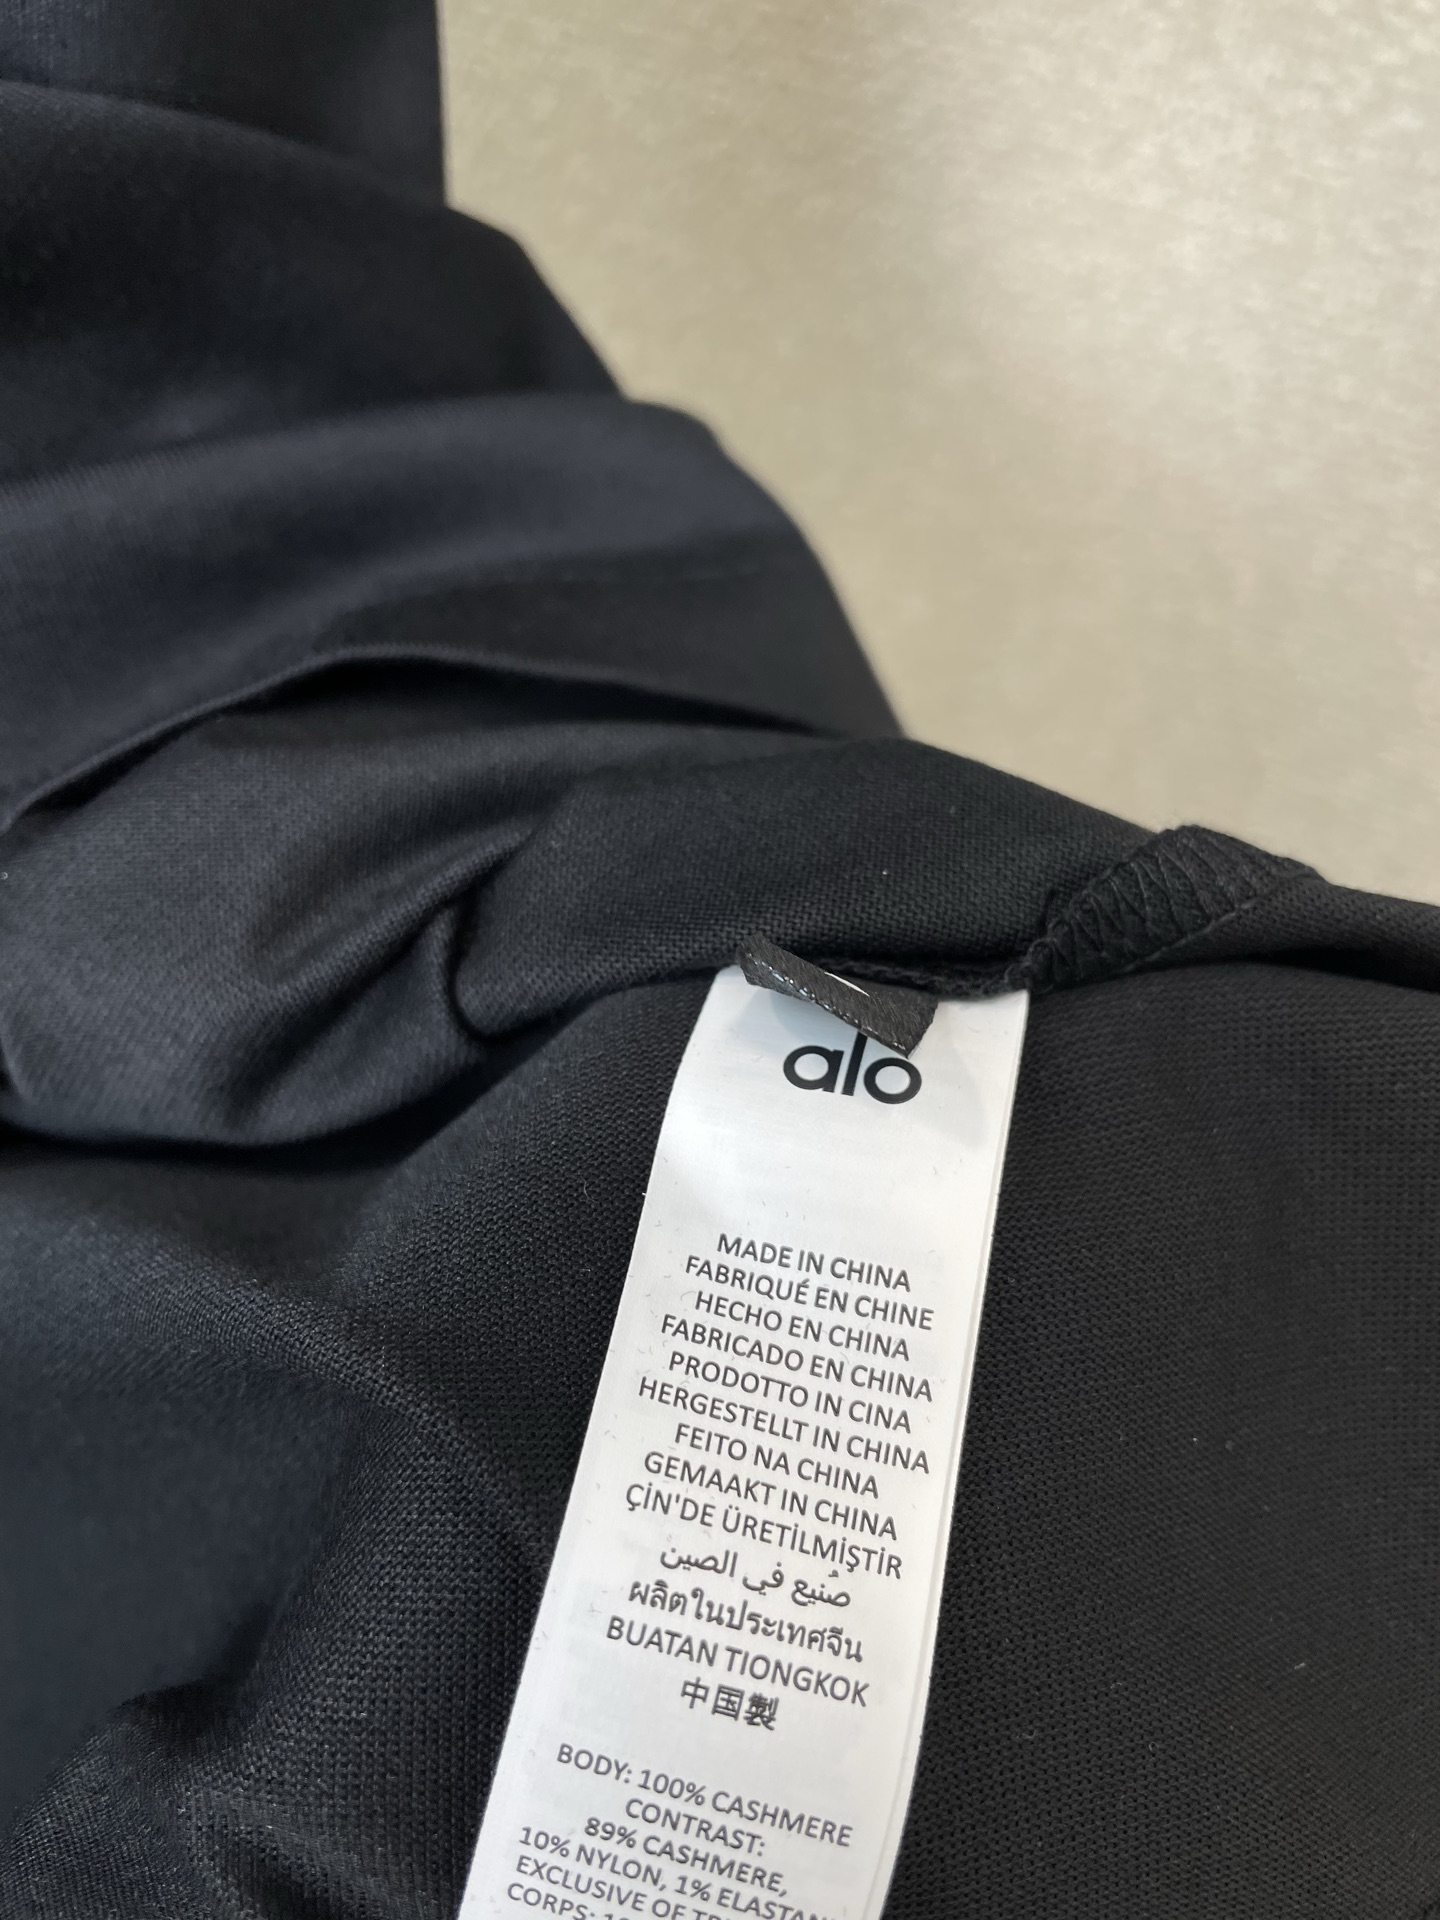 alo
MADE IN CHINA
FABRIQUÉ EN CHINE
HECHO EN CHINA
FABRICADO EN CHINA
PRODOTTO IN CINA
HERGESTELLT IN CHINA
FEITO NA CHINA
GEMAAKT IN CHINA
ÇİN'DE ÜRETİLMİŞTİR
صُنيع في الصين
ผลิตในประเทศจีน
BUATAN TIONGKOK
中国製
BODY: 100% CASHMERE
CONTRAST:
89% CASHMERE,
10% NYLON, 1%
EXCLUSIVE OF
CORPS: